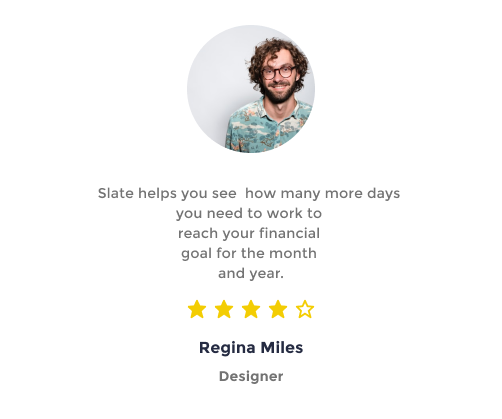 Slate helps you see  how many more days
you need to work to
reach your financial
goal for the month
and year.
Regina Miles
Designer